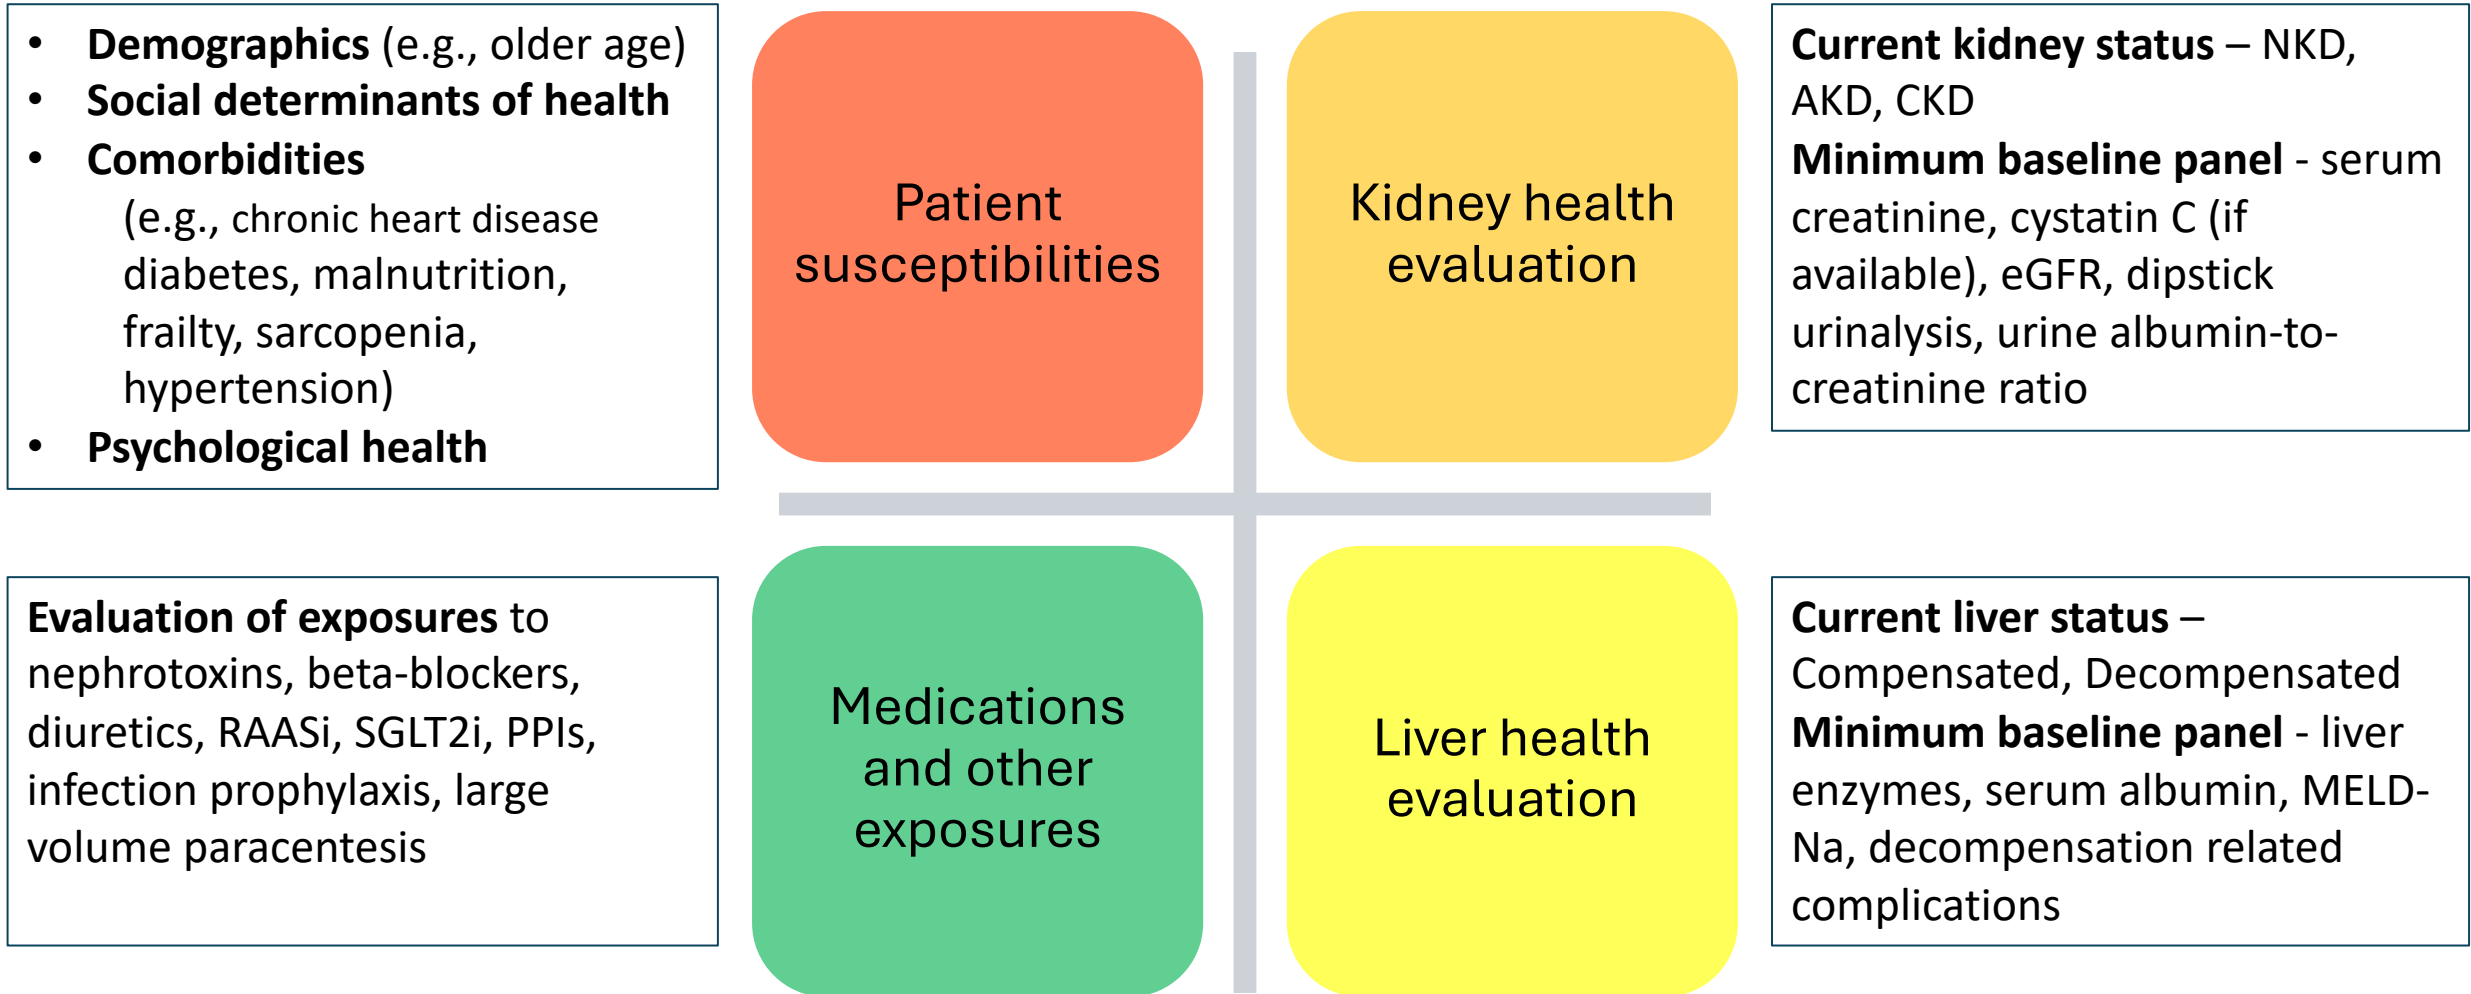 • Demographics (e.g., older age)
• Social determinants of health
• Comorbidities
(e.g., chronic heart disease
diabetes, malnutrition,
frailty, sarcopenia,
hypertension)
• Psychological health
Patient
susceptibilities
Kidney health
evaluation
Current kidney status – NKD,
AKD, CKD
Minimum baseline panel - serum
creatinine, cystatin C (if
available), eGFR, dipstick
urinalysis, urine albumin-to-
creatinine ratio
Evaluation of exposures to
nephrotoxins, beta-blockers,
diuretics, RAASi, SGLT2i, PPIs,
infection prophylaxis, large
volume paracentesis
Medications
and other
exposures
Liver health
evaluation
Current liver status –
Compensated, Decompensated
Minimum baseline panel - liver
enzymes, serum albumin, MELD-
Na, decompensation related
complications